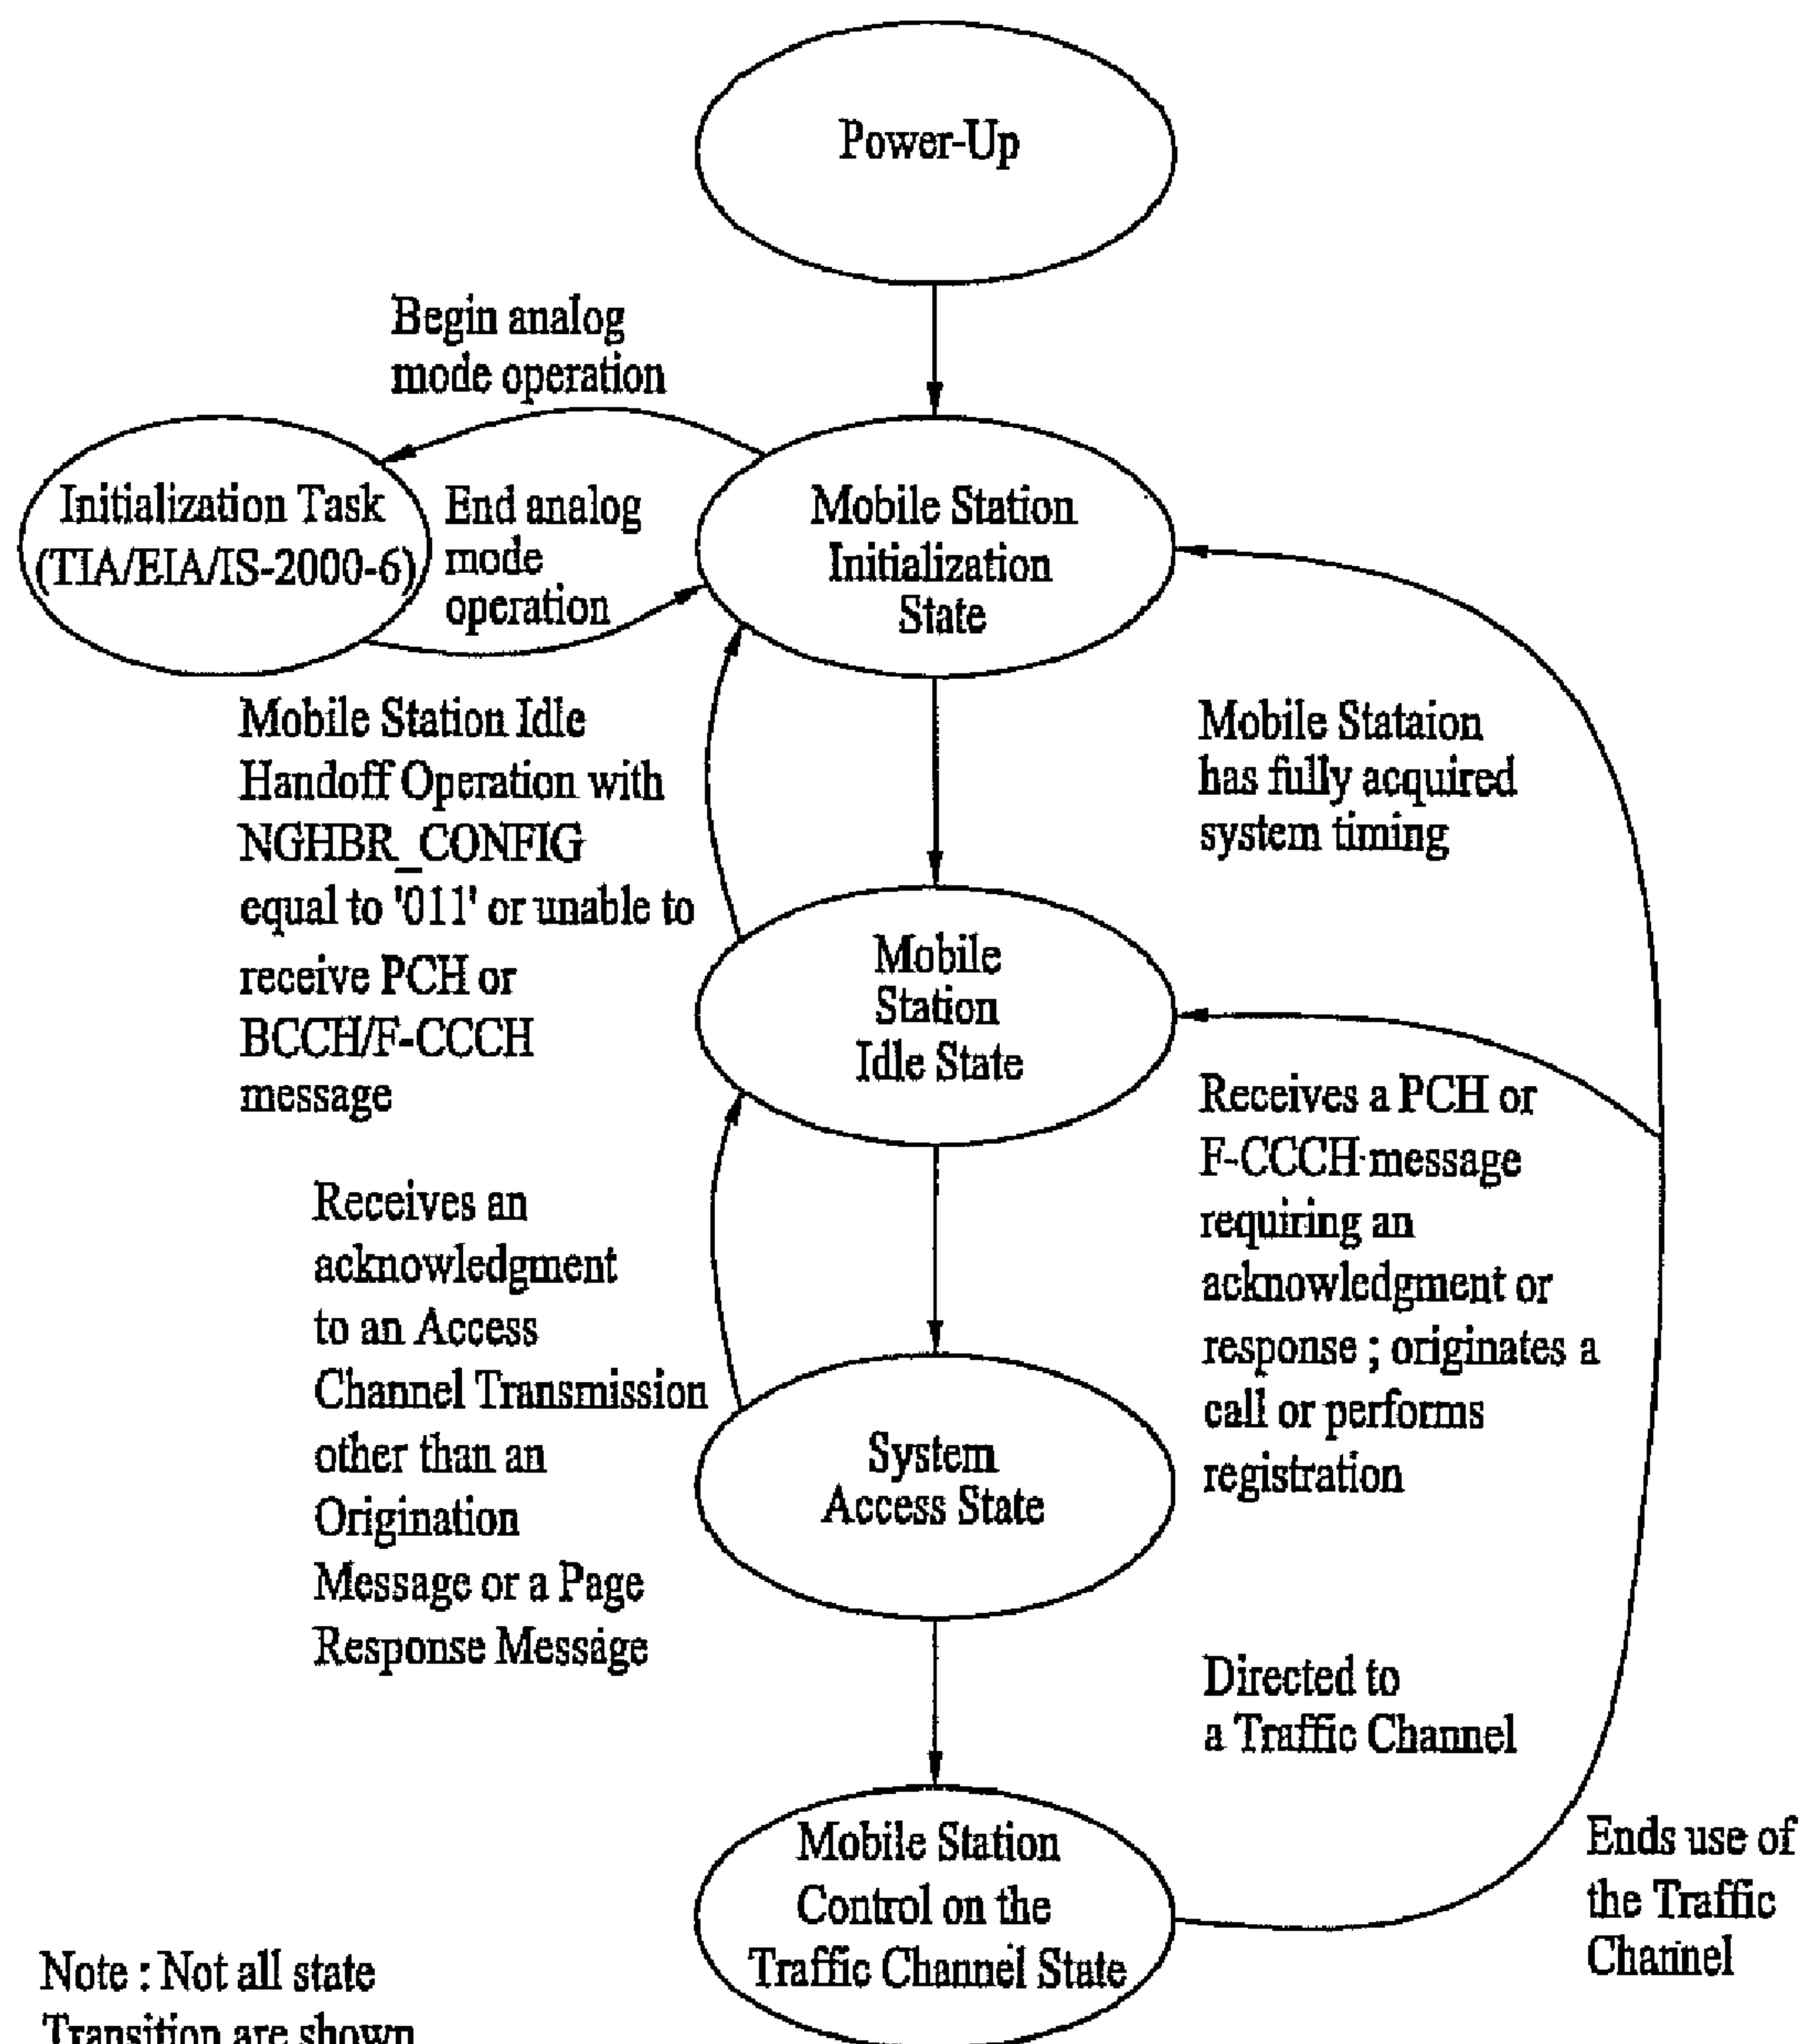 Power-Up
Begin analog
mode operation
Initialization Task
(TIA/EIA/IS-2000-6)
End analog
mode
operation
Mobile Station
Initialization
State
Mobile Station Idle
Handoff Operation with
NGHBR_CONFIG
equal to '011' or unable to
receive PCH or
BCCH/F-CCCH
message
Mobile Stataion
has fully acquired
system timing
Mobile
Station
Idle State
Receives a PCH or
F-CCCH message
requiring an
acknowledgment or
response ; originates a
call or performs
registration
Receives an
acknowledgment
to an Access
Channel Transmission
other than an
Origination
Message or a Page
Response Message
System
Access State
Directed to
a Traffic Channel
Mobile Station
Control on the
Traffic Channel State
Ends use of
the Traffic
Channel
Note : Not all state
Transition are shown